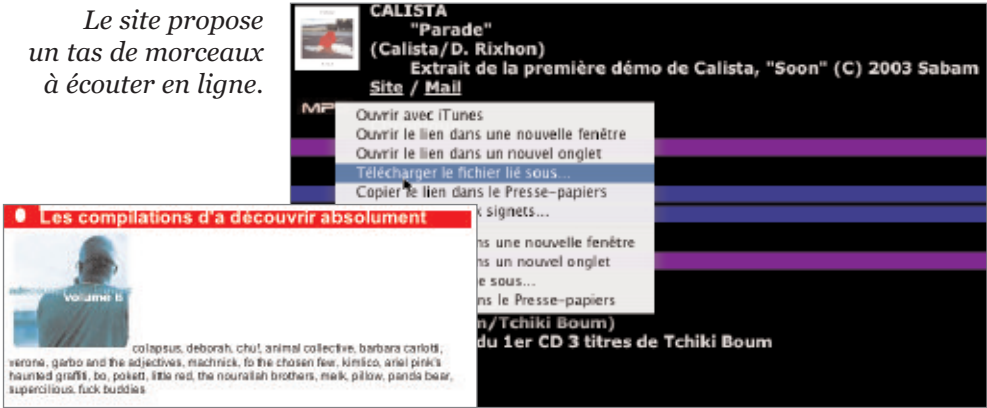 Le site propose
un tas de morceaux
à écouter en ligne.
CALISTA
"Parade"
(Calista/D. Rixhon)
Extrait de la première démo de Calista, "Soon" (C) 2003 Sabam
Site / Mail
MP
Ouvrir avec iTunes
Ouvrir le lien dans une nouvelle fenêtre
Ouvrir le lien dans un nouvel onglet
Télécharger le fichier lié sous...
Copier le lien dans le Presse-papiers
signets...
ns une nouvelle fenêtre
ns un nouvel onglet
e sous...
ns le Presse-papiers
n/Tchiki Boum)
du 1er CD 3 titres de Tchiki Boum
Les compilations d'a découvrir absolument
volume 6
colapsus, deborah, chut, animal collective, barbara carlotti,
verone, garbo and the adjectives, machnick, fo the chosen few, kimlico, ariel pink's
haunted graffiti, bo, pokett, little red, the nourallah brothers, melk, pillow, panda bear,
supercilious, fuck buddies